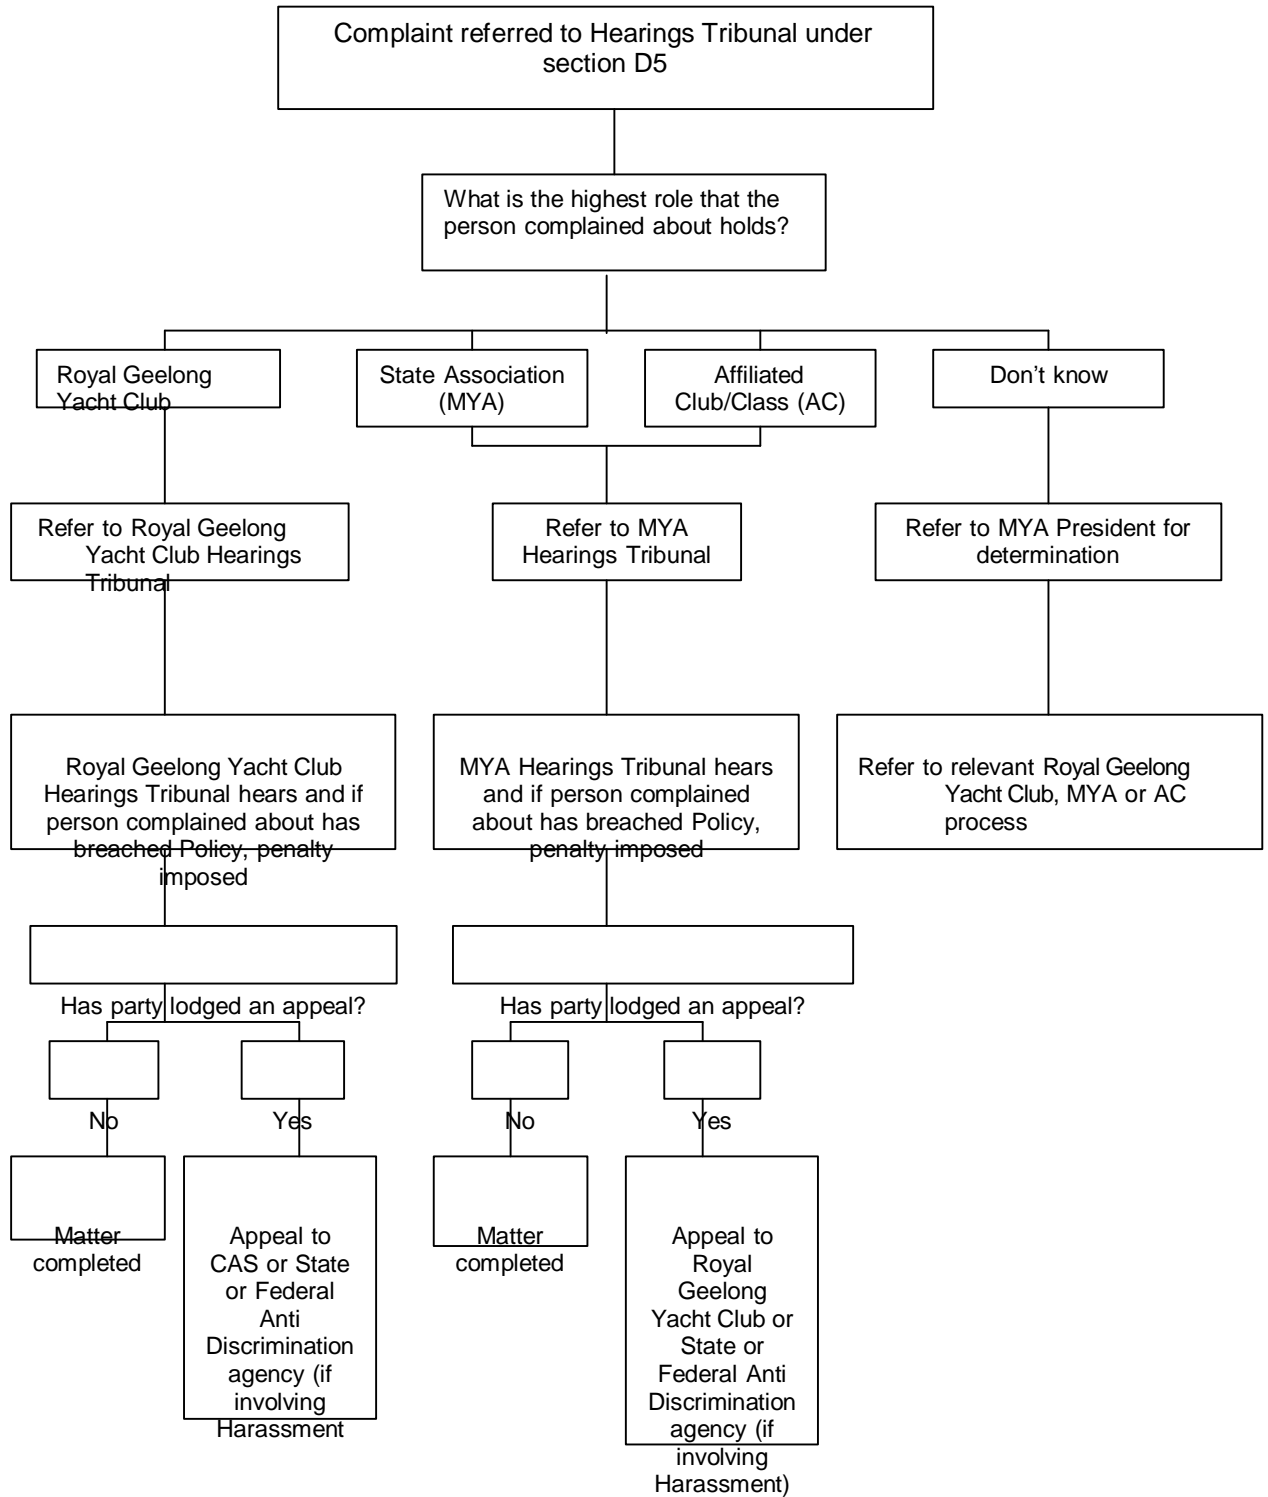 Complaint referred to Hearings Tribunal under
section D5
What is the highest role that the
person complained about holds?
Royal Geelong
Yacht Club
State Association
(MYA)
Affiliated
Club/Class (AC)
Don’t know
Refer to Royal Geelong
Yacht Club Hearings
Tribunal
Refer to MYA
Hearings Tribunal
Refer to MYA President for
determination
Royal Geelong Yacht Club
Hearings Tribunal hears and if
person complained about has
breached Policy, penalty
imposed
MYA Hearings Tribunal hears
and if person complained
about has breached Policy,
penalty imposed
Refer to relevant Royal Geelong
Yacht Club, MYA or AC
process
Has party lodged an appeal?
Has party lodged an appeal?
No
Yes
No
Yes
Matter
completed
Appeal to
CAS or State
or Federal
Anti
Discrimination
agency (if
involving
Harassment
Matter
completed
Appeal to
Royal
Geelong
Yacht Club or
State or
Federal Anti
Discrimination
agency (if
involving
Harassment)